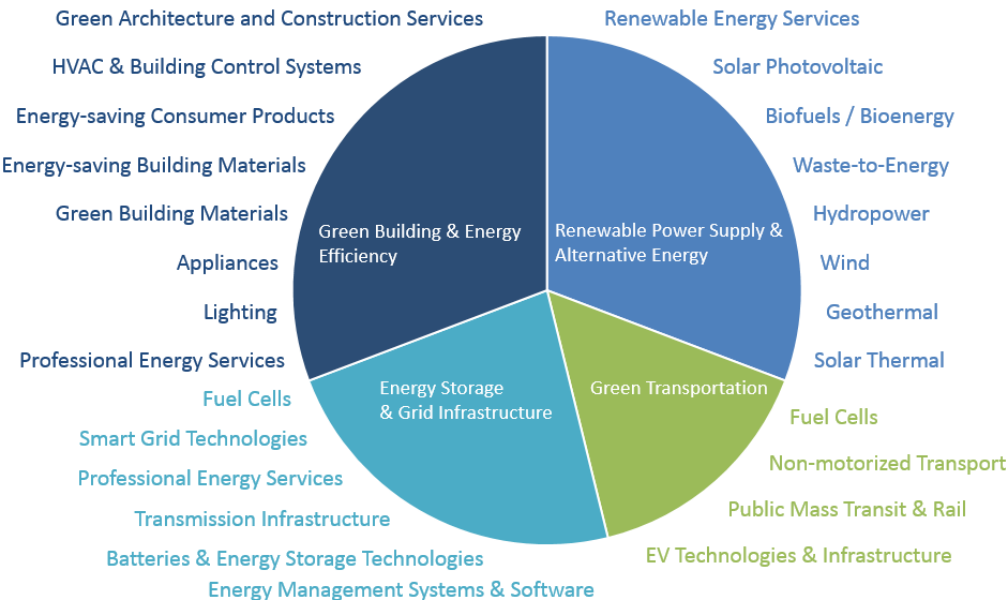 Green Architecture and Construction Services
HVAC & Building Control Systems
Energy-saving Consumer Products
Energy-saving Building Materials
Green Building Materials
Appliances
Lighting
Professional Energy Services
Green Building & Energy
Efficiency
Renewable Energy Services
Solar Photovoltaic
Biofuels / Bioenergy
Waste-to-Energy
Hydropower
Wind
Geothermal
Solar Thermal
Renewable Power Supply &
Alternative Energy
Fuel Cells
Smart Grid Technologies
Professional Energy Services
Transmission Infrastructure
Batteries & Energy Storage Technologies
Energy Management Systems & Software
Energy Storage
& Grid Infrastructure
Green Transportation
Fuel Cells
Non-motorized Transport
Public Mass Transit & Rail
EV Technologies & Infrastructure